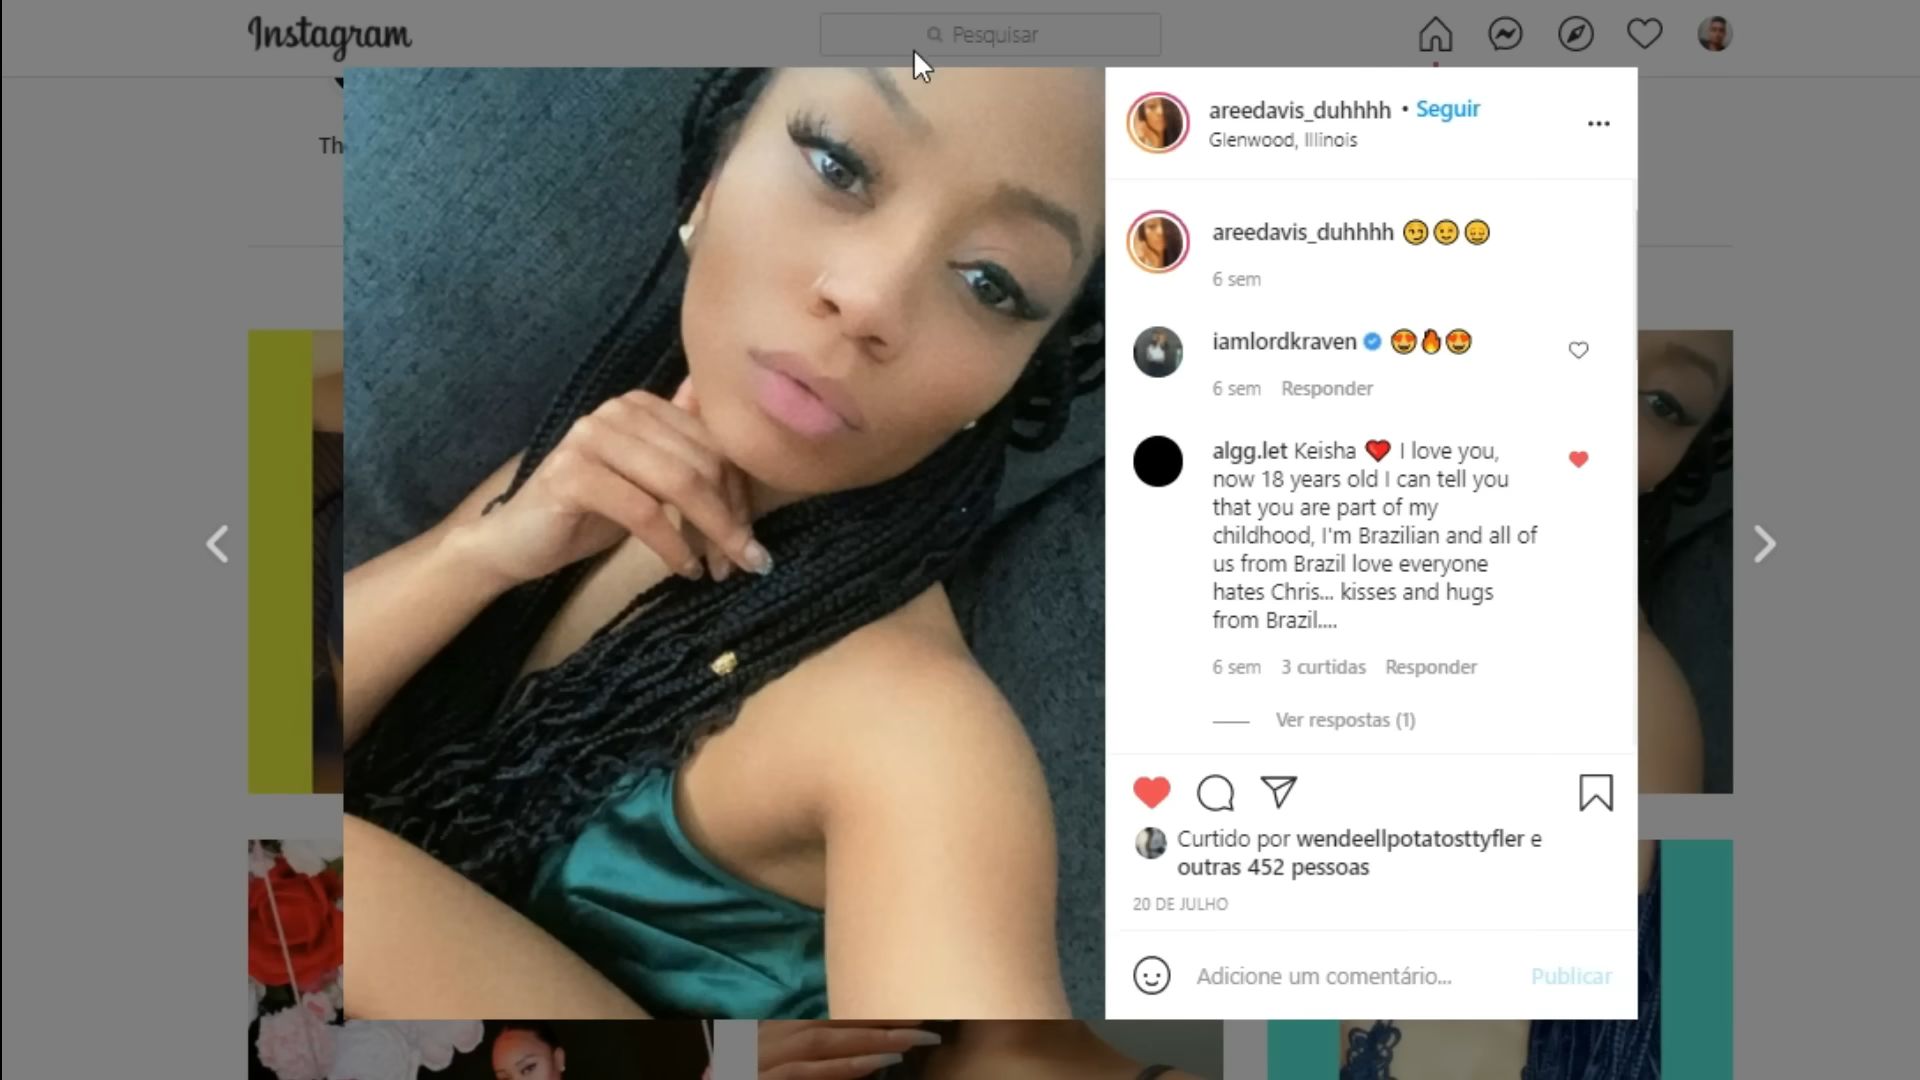 Instagram
Pesquisar
Th
areedavis_duhhhh • Seguir
Glenwood, Illinois
areedavis_duhhhh 😏😉😑
6 sem
iamlordkraven 😍🔥😍
6 sem Responder
algg.let Keisha ❤️ I love you,
now 18 years old I can tell you
that you are part of my
childhood, I'm Brazilian and all of
us from Brazil love everyone
hates Chris... kisses and hugs
from Brazil....
6 sem 3 curtidas Responder
Ver respostas (1)
Curtido por wendeellpotatosttyfler e
outras 452 pessoas
20 DE JULHO
Adicione um comentário... Publicar